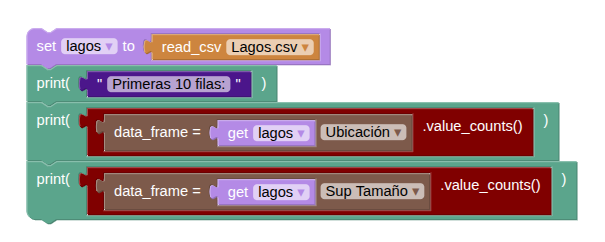 set lagos ▾ to read_csv Lagos.csv ▾
print( " Primeras 10 filas: " )
print( data_frame = get lagos ▾ Ubicación ▾ .value_counts() )
print( data_frame = get lagos ▾ Sup Tamaño ▾ .value_counts() )